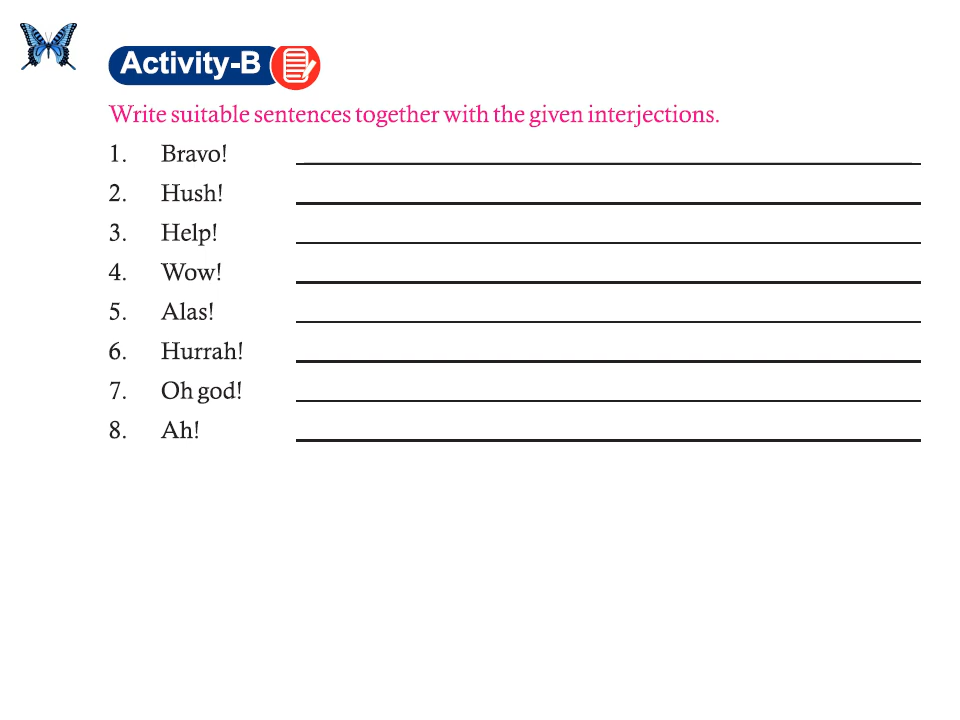 Activity-B
Write suitable sentences together with the given interjections.
1. Bravo!
2. Hush!
3. Help!
4. Wow!
5. Alas!
6. Hurrah!
7. Oh god!
8. Ah!